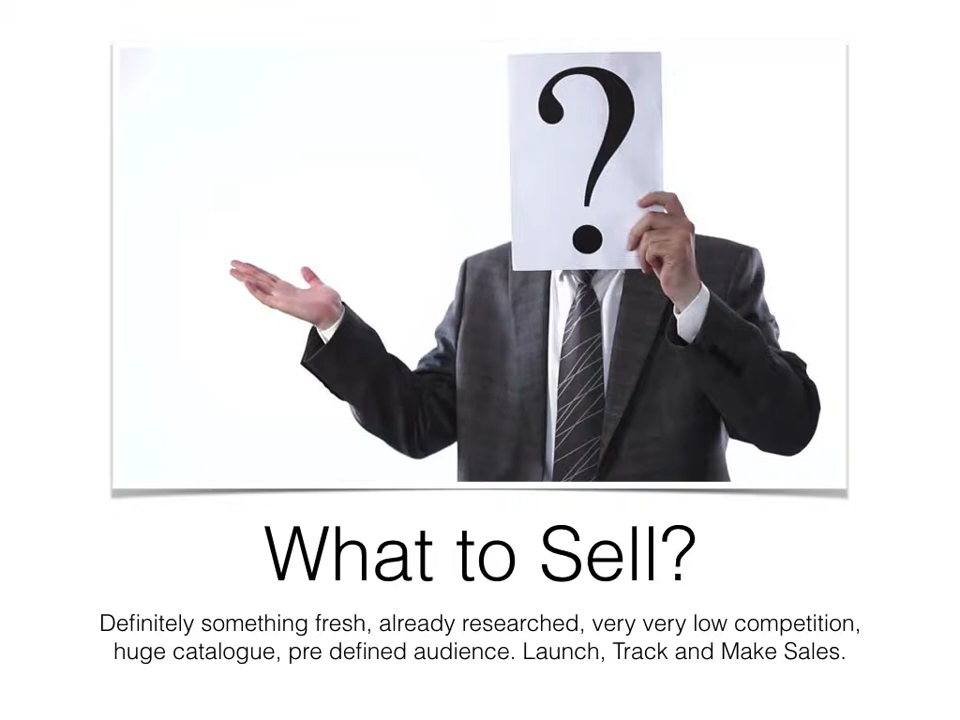 ?
What to Sell?
Definitely something fresh, already researched, very very low competition,
huge catalogue, pre defined audience. Launch, Track and Make Sales.